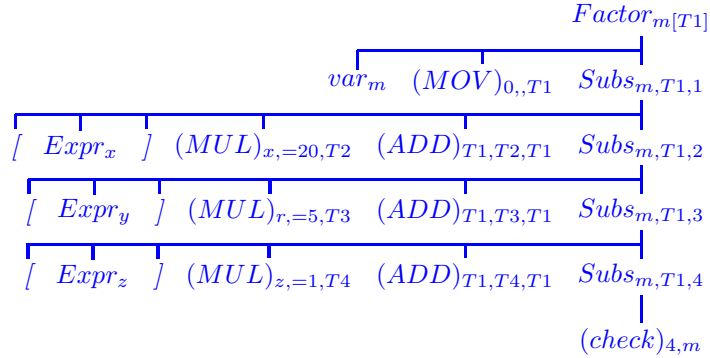 Factor_{m[T1]}
var_m (MOV)_{0,,T1} Subs_{m,T1,1}
[ Expr_x ] (MUL)_{x,=20,T2} (ADD)_{T1,T2,T1} Subs_{m,T1,2}
[ Expr_y ] (MUL)_{r,=5,T3} (ADD)_{T1,T3,T1} Subs_{m,T1,3}
[ Expr_z ] (MUL)_{z,=1,T4} (ADD)_{T1,T4,T1} Subs_{m,T1,4}
(check)_{4,m}